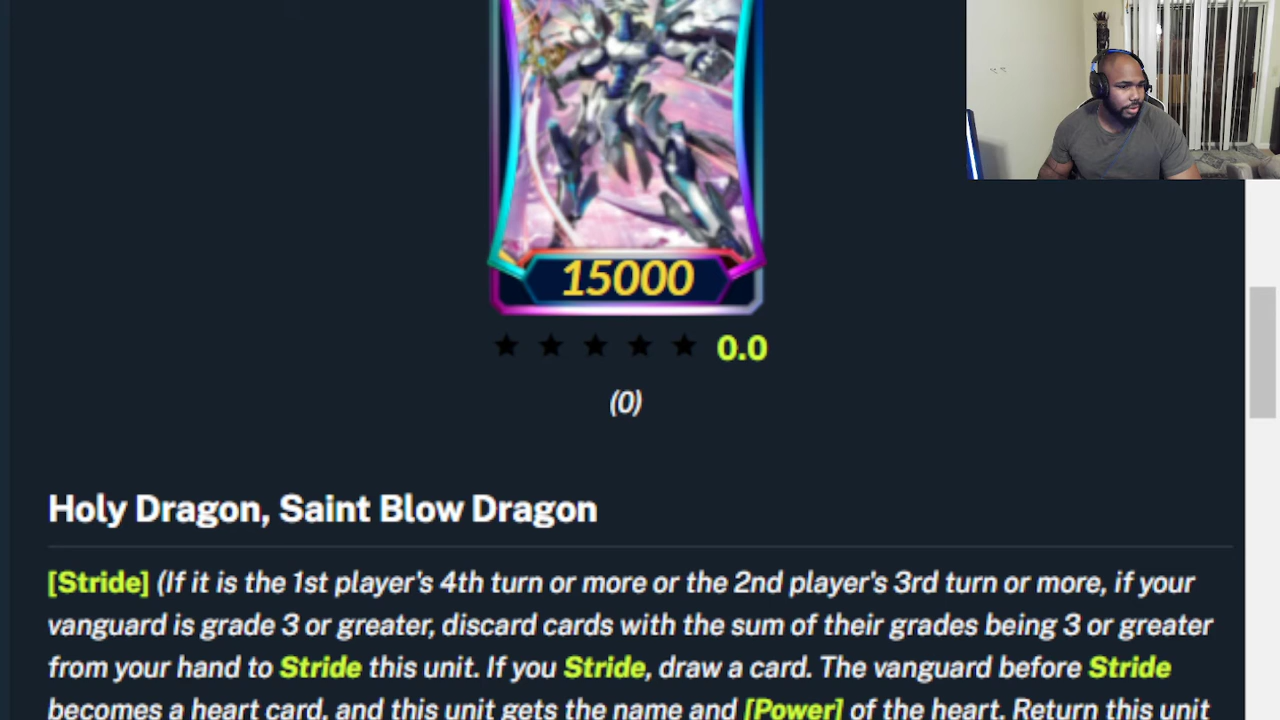 15000
★ ★ ★ ★ ★ 0.0
(0)
Holy Dragon, Saint Blow Dragon
[Stride] (If it is the 1st player's 4th turn or more or the 2nd player's 3rd turn or more, if your
vanguard is grade 3 or greater, discard cards with the sum of their grades being 3 or greater
from your hand to Stride this unit. If you Stride, draw a card. The vanguard before Stride
becomes a heart card, and this unit gets the name and [Power] of the heart. Return this unit